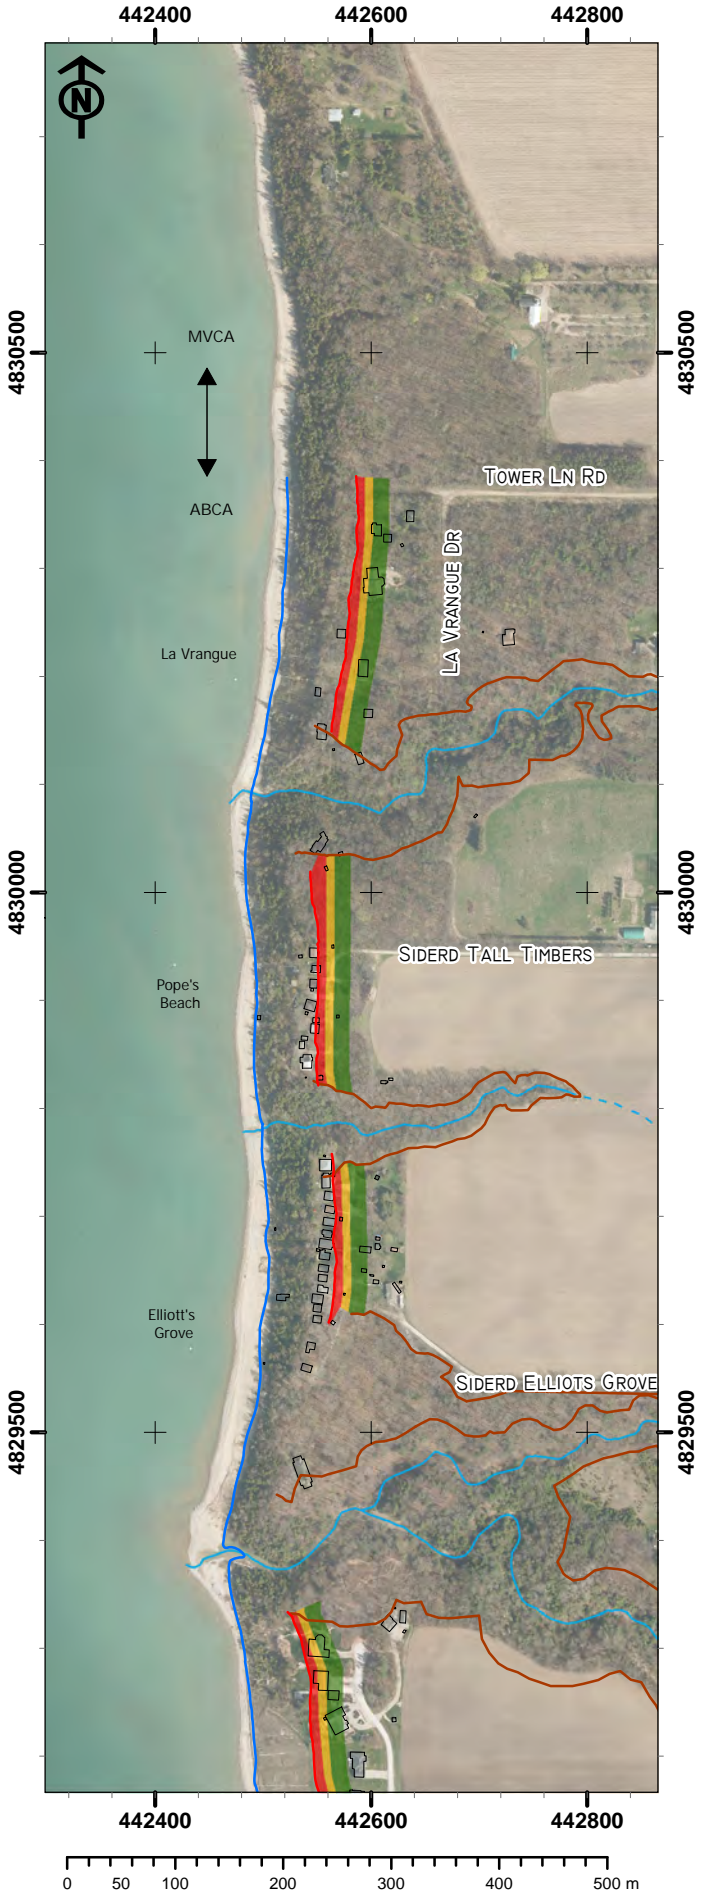 442400 442600 442800
N
4830500 4830500
MVCA
ABCA
TOWER LN RD
LA VRANGUE DR
La Vrangue
4830000 4830000
SIDERD TALL TIMBERS
Pope's
Beach
Elliott's
Grove
SIDERD ELLIOTS GROVE
4829500 4829500
442400 442600 442800
0 50 100 200 300 400 500 m